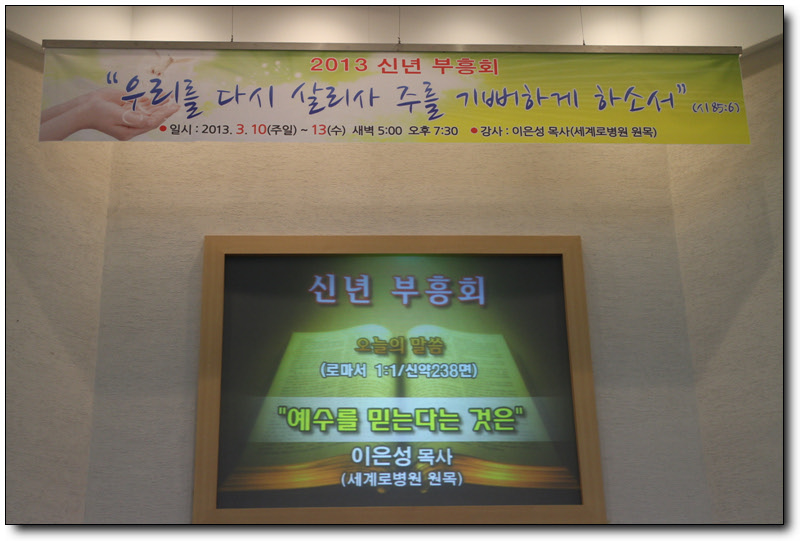 2013 신년 부흥회
"우리를 다시 살리사 주를 기뻐하게 하소서" (시85:6)
●일시 : 2013. 3. 10(주일) ~ 13(수) 새벽 5:00 오후 7:30 ●강사 : 이은성 목사(세계로병원 원목)
신년 부흥회
오늘의 말씀
(로마서 1:1/신약238면)
"예수를 믿는다는 것은"
이은성 목사
(세계로병원 원목)